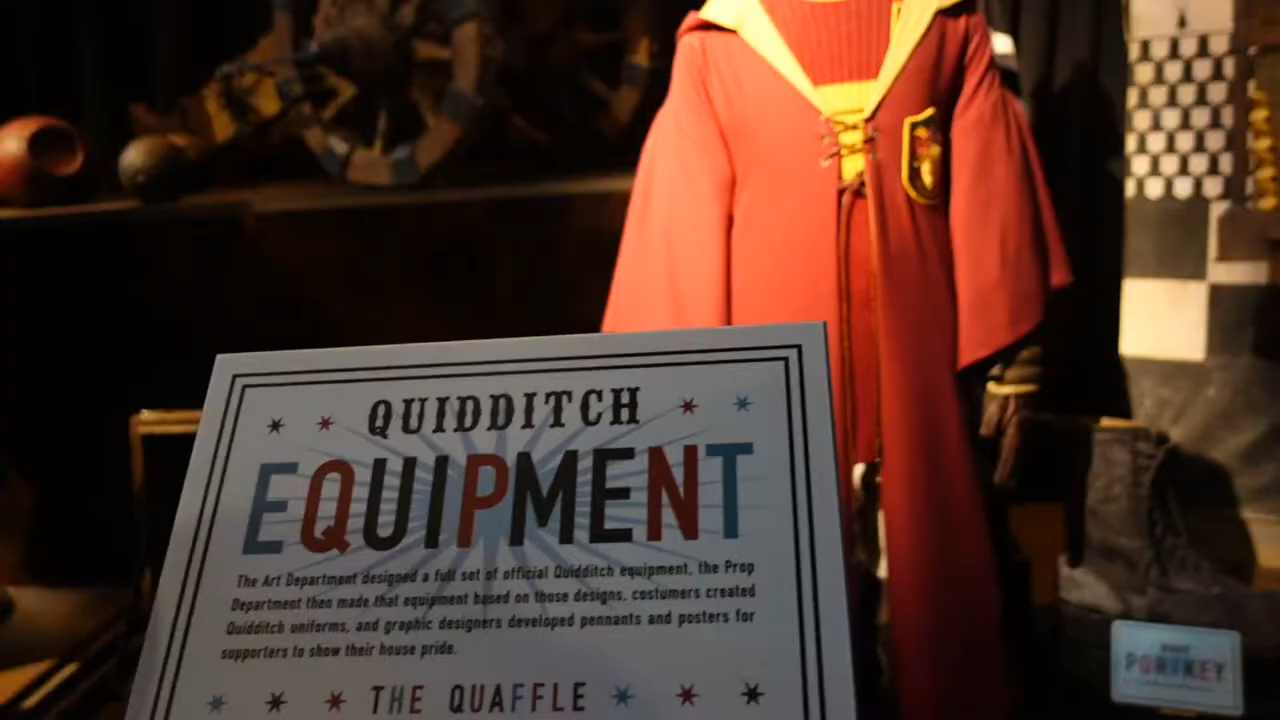 QUIDDITCH
EQUIPMENT
The Art Department designed a full set of official Quidditch equipment, the Prop
Department then made that equipment based on those designs, costumers created
Quidditch uniforms, and graphic designers developed pennants and posters for
supporters to show their house pride.
THE QUAFFLE
PORTKEY